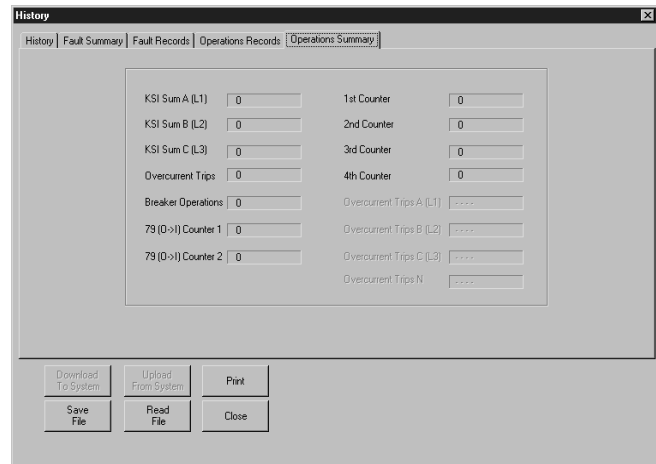 History
History Fault Summary Fault Records Operations Records Operations Summary
KSI Sum A (L1) 0 1st Counter 0
KSI Sum B (L2) 0 2nd Counter 0
KSI Sum C (L3) 0 3rd Counter 0
Overcurrent Trips 0 4th Counter 0
Breaker Operations 0 Overcurrent Trips A (L1) ----
79 (O->I) Counter 1 0 Overcurrent Trips B (L2) ----
79 (O->I) Counter 2 0 Overcurrent Trips C (L3) ----
Overcurrent Trips N ----
Download To System Upload From System Print
Save File Read File Close